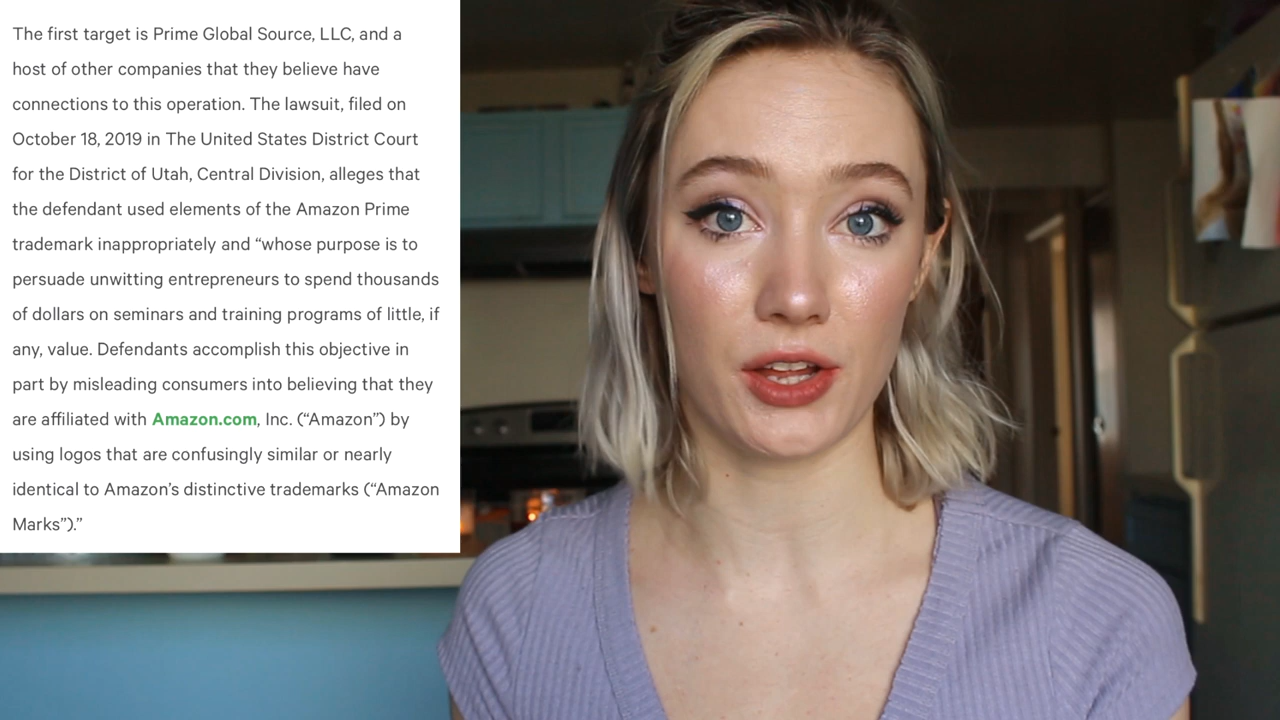 The first target is Prime Global Source, LLC, and a
host of other companies that they believe have
connections to this operation. The lawsuit, filed on
October 18, 2019 in The United States District Court
for the District of Utah, Central Division, alleges that
the defendant used elements of the Amazon Prime
trademark inappropriately and “whose purpose is to
persuade unwitting entrepreneurs to spend thousands
of dollars on seminars and training programs of little, if
any, value. Defendants accomplish this objective in
part by misleading consumers into believing that they
are affiliated with Amazon.com, Inc. (“Amazon”) by
using logos that are confusingly similar or nearly
identical to Amazon’s distinctive trademarks (“Amazon
Marks”).”